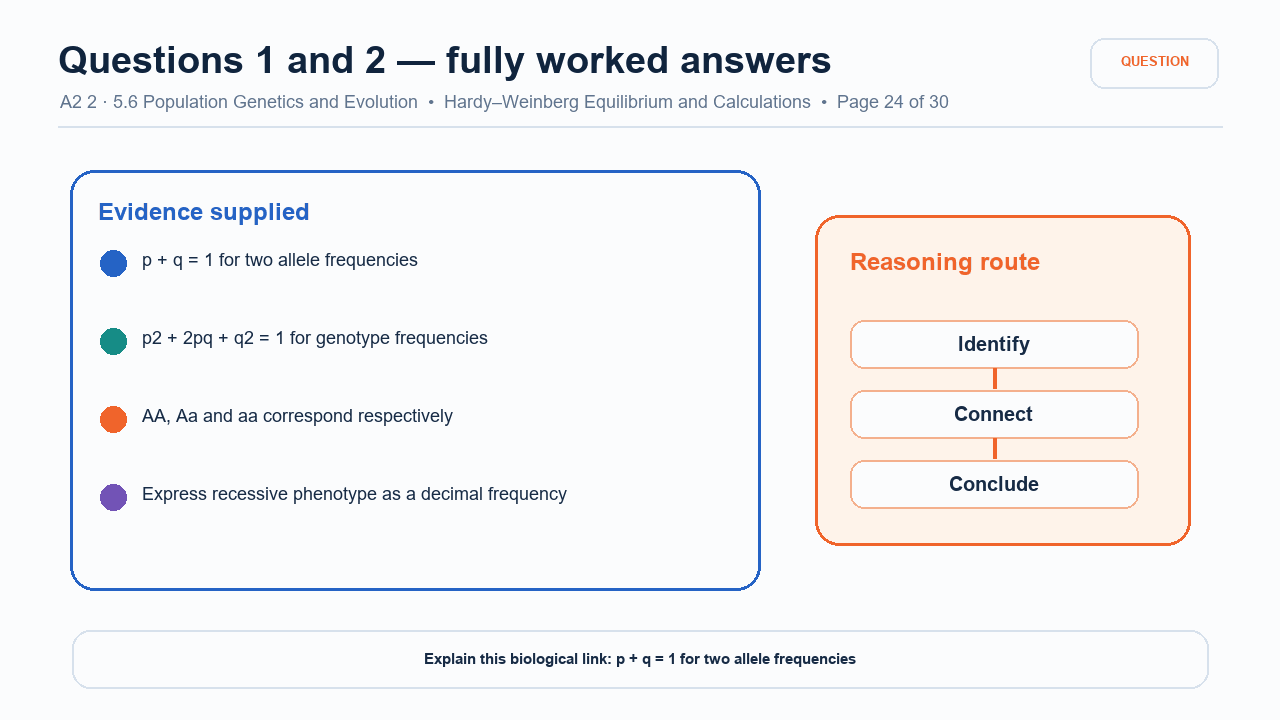 Questions 1 and 2 — fully worked answers
QUESTION
A2 2 · 5.6 Population Genetics and Evolution • Hardy–Weinberg Equilibrium and Calculations • Page 24 of 30
Evidence supplied
p + q = 1 for two allele frequencies
p2 + 2pq + q2 = 1 for genotype frequencies
AA, Aa and aa correspond respectively
Express recessive phenotype as a decimal frequency
Reasoning route
Identify
Connect
Conclude
Explain this biological link: p + q = 1 for two allele frequencies